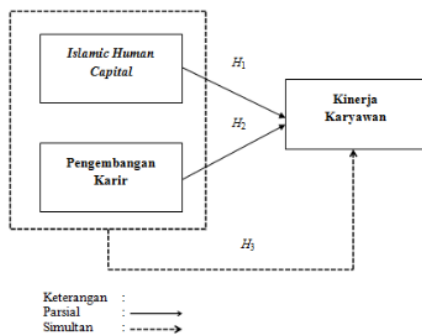 Islamic Human
Capital
H1
Kinerja
Karyawan
H2
Pengembangan
Karir
H3
Keterangan :
Parsial :
Simultan :